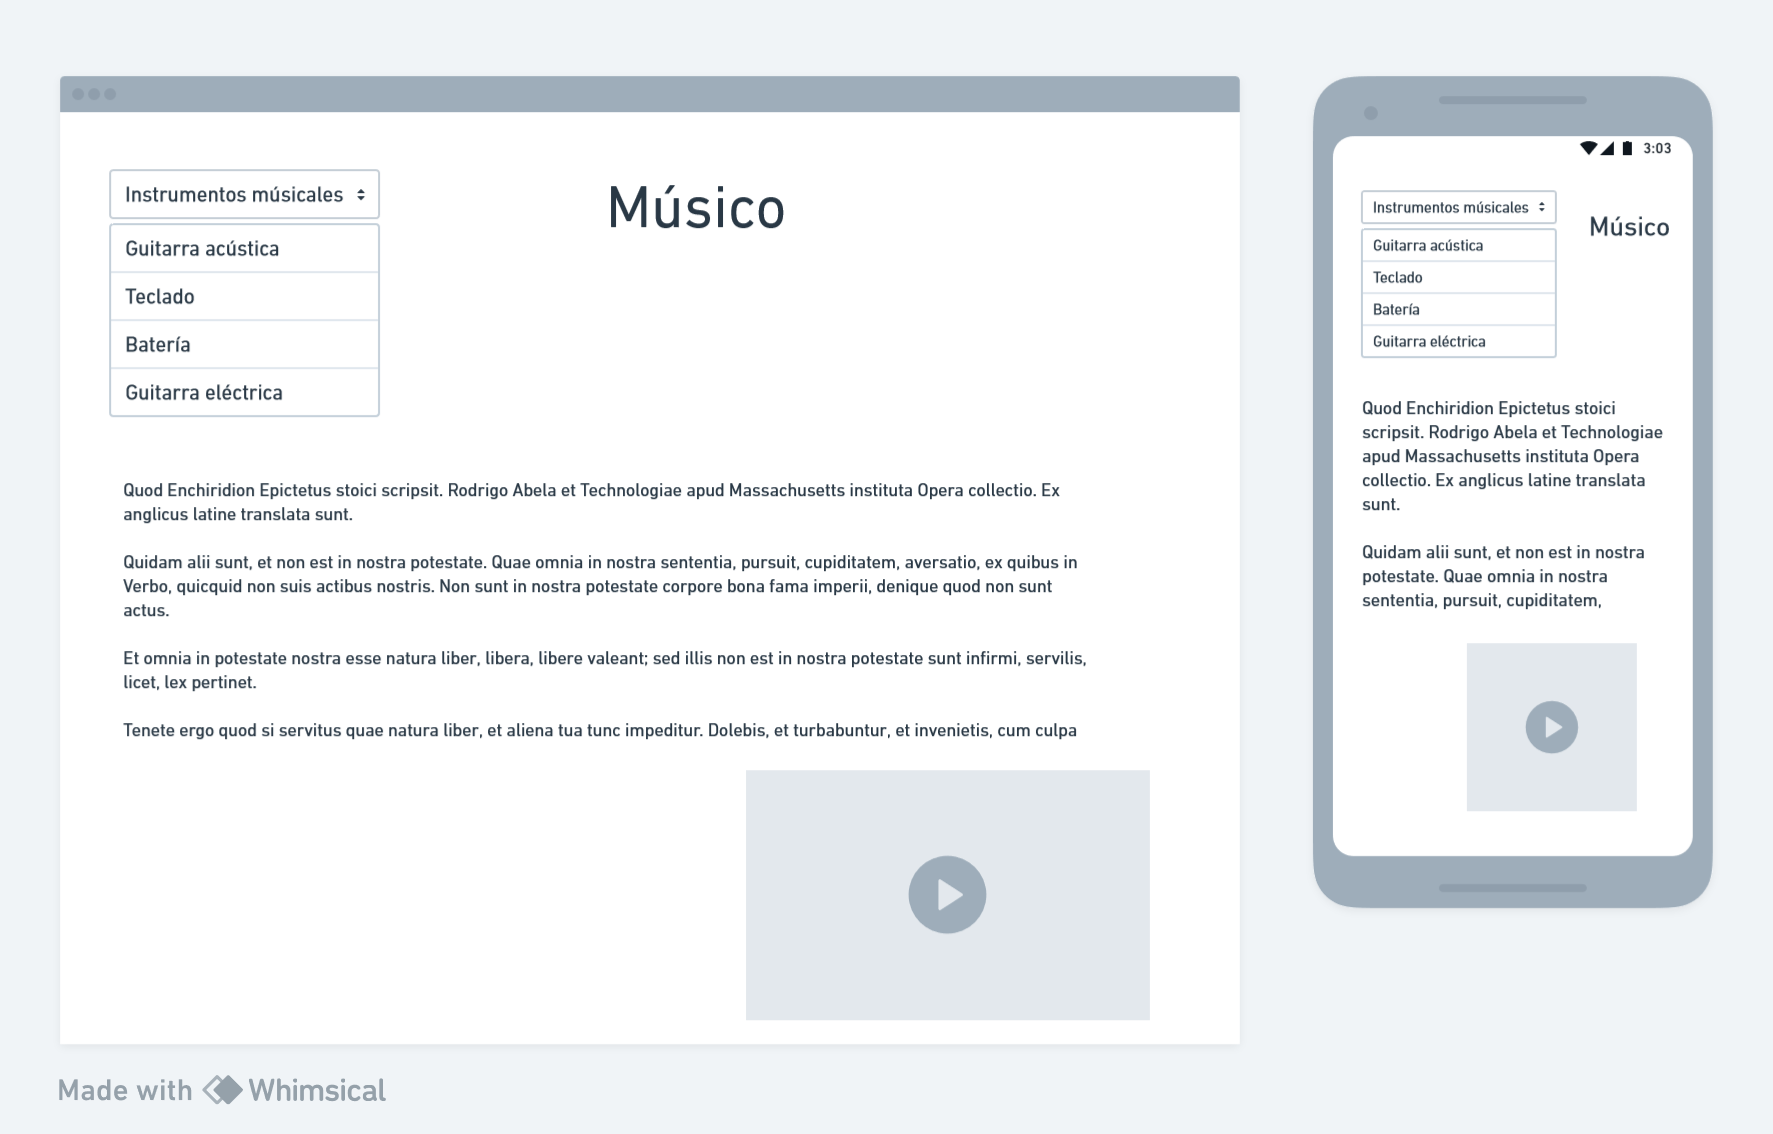 Instrumentos músicales
Guitarra acústica
Teclado
Batería
Guitarra eléctrica
Músico
Quod Enchiridion Epictetus stoici scripsit. Rodrigo Abela et Technologiae apud Massachusetts instituta Opera collectio. Ex
anglicus latine translata sunt.
Quidam alii sunt, et non est in nostra potestate. Quae omnia in nostra sententia, pursuit, cupiditatem, aversatio, ex quibus in
Verbo, quicquid non suis actibus nostris. Non sunt in nostra potestate corpore bona fama imperii, denique quod non sunt
actus.
Et omnia in potestate nostra esse natura liber, libera, libere valeant; sed illis non est in nostra potestate sunt infirmi, servilis,
licet, lex pertinet.
Tenete ergo quod si servitus quae natura liber, et aliena tua tunc impeditur. Dolebis, et turbabuntur, et invenietis, cum culpa
3:03
Instrumentos músicales
Guitarra acústica
Teclado
Batería
Guitarra eléctrica
Músico
Quod Enchiridion Epictetus stoici
scripsit. Rodrigo Abela et Technologiae
apud Massachusetts instituta Opera
collectio. Ex anglicus latine translata
sunt.
Quidam alii sunt, et non est in nostra
potestate. Quae omnia in nostra
sententia, pursuit, cupiditatem,
Made with Whimsical